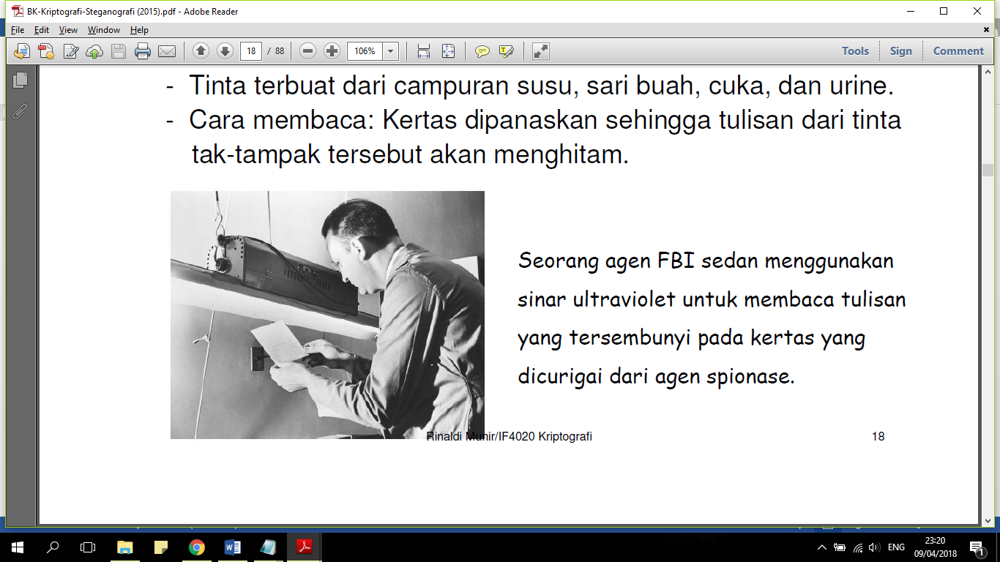 BK-Kriptografi-Steganografi (2015).pdf - Adobe Reader
File Edit View Window Help
18 / 88 106% Tools Sign Comment
- Tinta terbuat dari campuran susu, sari buah, cuka, dan urine.
- Cara membaca: Kertas dipanaskan sehingga tulisan dari tinta
tak-tampak tersebut akan menghitam.
Seorang agen FBI sedan menggunakan
sinar ultraviolet untuk membaca tulisan
yang tersembunyi pada kertas yang
dicurigai dari agen spionase.
Rinaldi Munir/IF4020 Kriptografi 18
ENG 23:20
09/04/2018 1